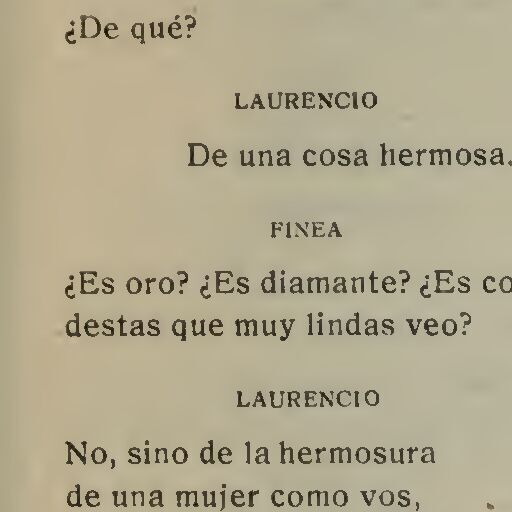 ¿De qué?
LAURENCIO
De una cosa hermosa.
FINEA
¿Es oro? ¿Es diamante? ¿Es co
destas que muy lindas veo?
LAURENCIO
No, sino de la hermosura
de una mujer como vos,